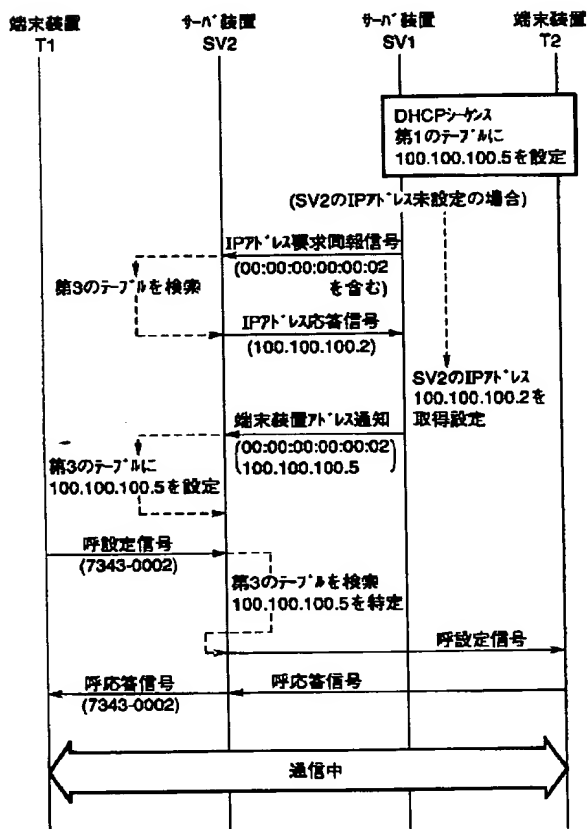 端末装置
T1
サーバ装置
SV2
サーバ装置
SV1
端末装置
T2
DHCPシーケンス
第1のテーブルに
100.100.100.5を設定
(SV2のIPアドレス未設定の場合)
IPアドレス要求同報信号
(00:00:00:00:00:02
を含む)
第3のテーブルを検索
IPアドレス応答信号
(100.100.100.2)
SV2のIPアドレス
100.100.100.2を
取得設定
端末装置アドレス通知
(00:00:00:00:00:02
100.100.100.5)
第3のテーブルに
100.100.100.5を設定
呼設定信号
(7343-0002)
第3のテーブルを検索
100.100.100.5を特定
呼設定信号
呼応答信号
(7343-0002)
呼応答信号
通信中